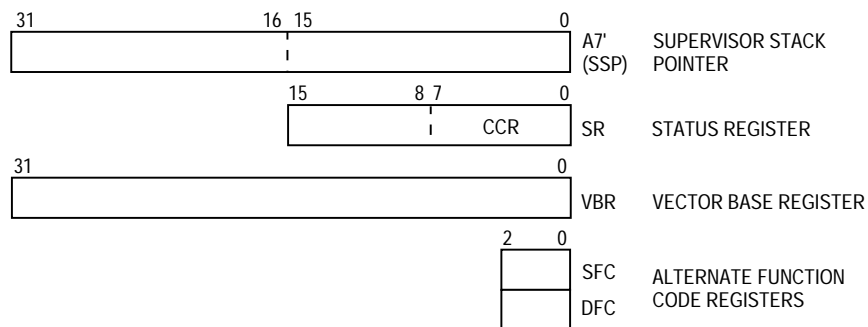 31 16 15 0
A7' SUPERVISOR STACK
(SSP) POINTER
15 8 7 0
CCR SR STATUS REGISTER
31 0
VBR VECTOR BASE REGISTER
2 0
SFC ALTERNATE FUNCTION
DFC CODE REGISTERS